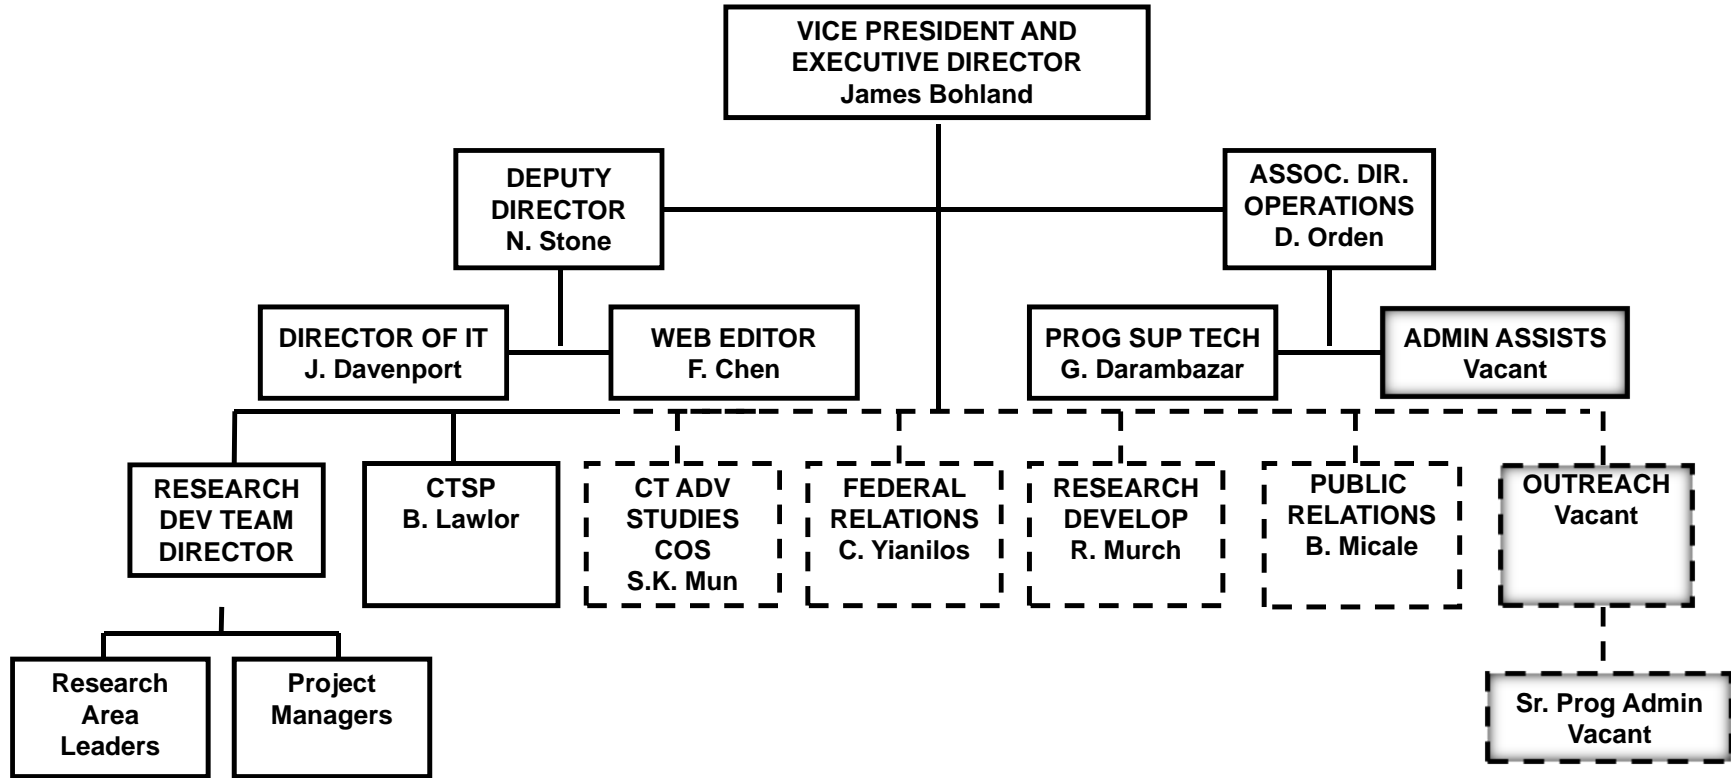 VICE PRESIDENT AND
EXECUTIVE DIRECTOR
James Bohland
DEPUTY
DIRECTOR
N. Stone
ASSOC. DIR.
OPERATIONS
D. Orden
DIRECTOR OF IT
J. Davenport
WEB EDITOR
F. Chen
PROG SUP TECH
G. Darambazar
ADMIN ASSISTS
Vacant
RESEARCH
DEV TEAM
DIRECTOR
CTSP
B. Lawlor
CT ADV
STUDIES
COS
S.K. Mun
FEDERAL
RELATIONS
C. Yianilos
RESEARCH
DEVELOP
R. Murch
PUBLIC
RELATIONS
B. Micale
OUTREACH
Vacant
Research
Area
Leaders
Project
Managers
Sr. Prog Admin
Vacant